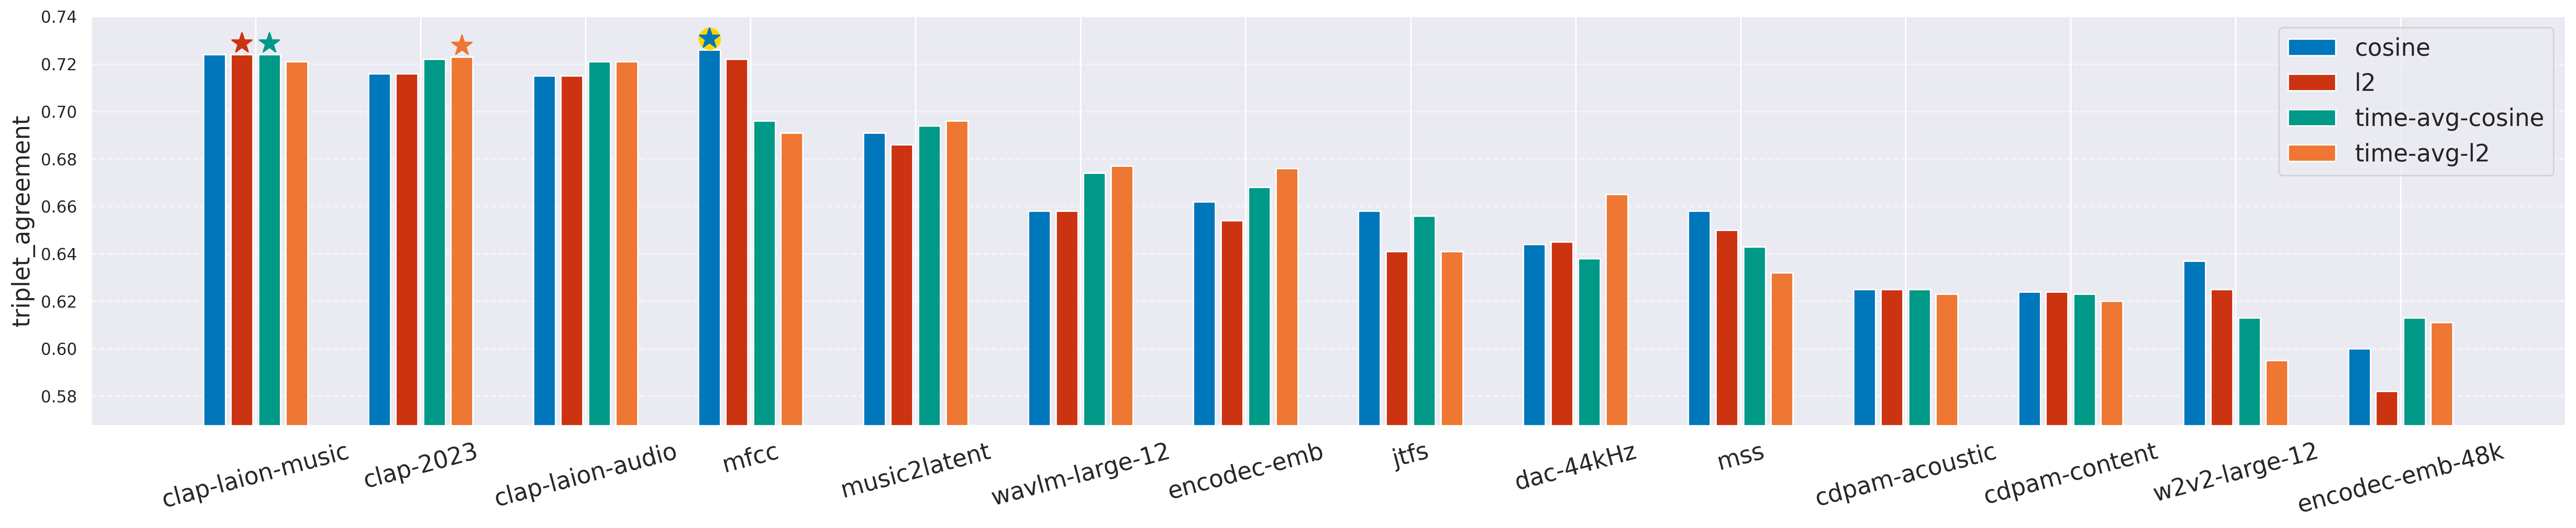 triplet_agreement
0.74
0.72
0.70
0.68
0.66
0.64
0.62
0.60
0.58
cosine
l2
time-avg-cosine
time-avg-l2
clap-laion-music
clap-2023
clap-laion-audio
mfcc
music2latent
wavlm-large-12
encodec-emb
jtfs
dac-44kHz
mss
cdpam-acoustic
cdpam-content
w2v2-large-12
encodec-emb-48k